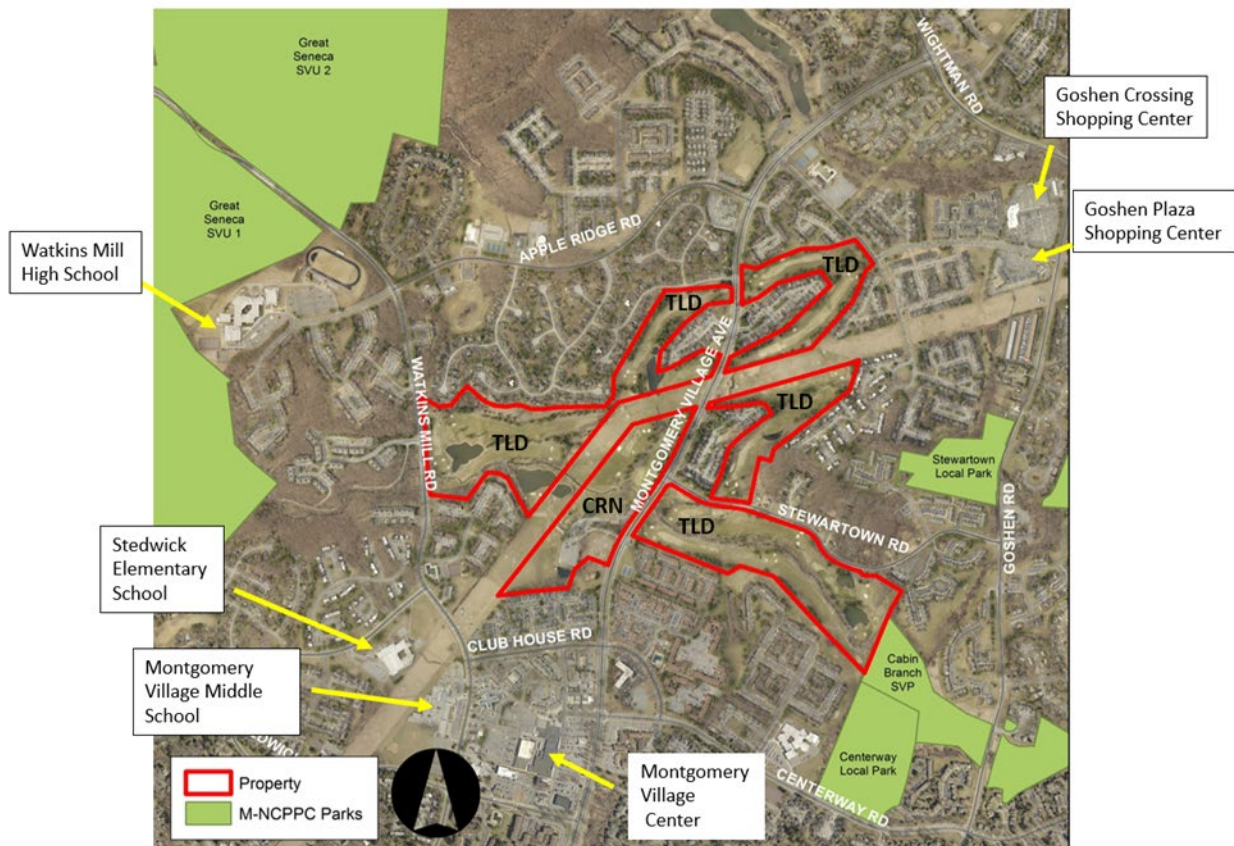 Great
Seneca
SVU 2
WIGHTMAN RD
Goshen Crossing
Shopping Center
Great
Seneca
SVU 1
Goshen Plaza
Shopping Center
Watkins Mill
High School
APPLE RIDGE RD
TLD
TLD
MONTGOMERY VILLAGE AVE
WATKINS MILL RD
TLD
TLD
Stewartown
Local Park
CRN
TLD
STEWARTOWN RD
GOSHEN RD
Stedwick
Elementary
School
CLUB HOUSE RD
Cabin
Branch
SVP
Montgomery
Village Middle
School
Centerway
Local Park
CENTERWAY RD
Property
M-NCPPC Parks
Montgomery
Village
Center